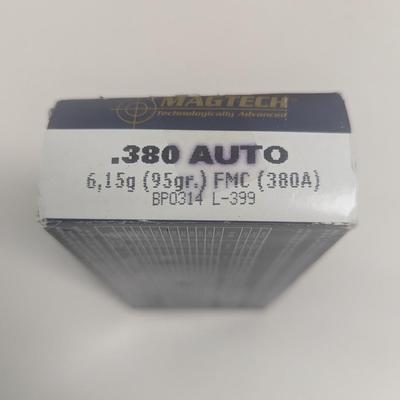 MAGTECH®
Technologically Advanced
.380 AUTO
6,15g (95gr.) FMC (380A)
BP0314 L-399